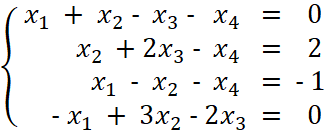 x₁ + x₂ - x₃ - x₄ = 0
x₂ + 2x₃ - x₄ = 2
x₁ - x₂ - x₄ = - 1
- x₁ + 3x₂ - 2x₃ = 0